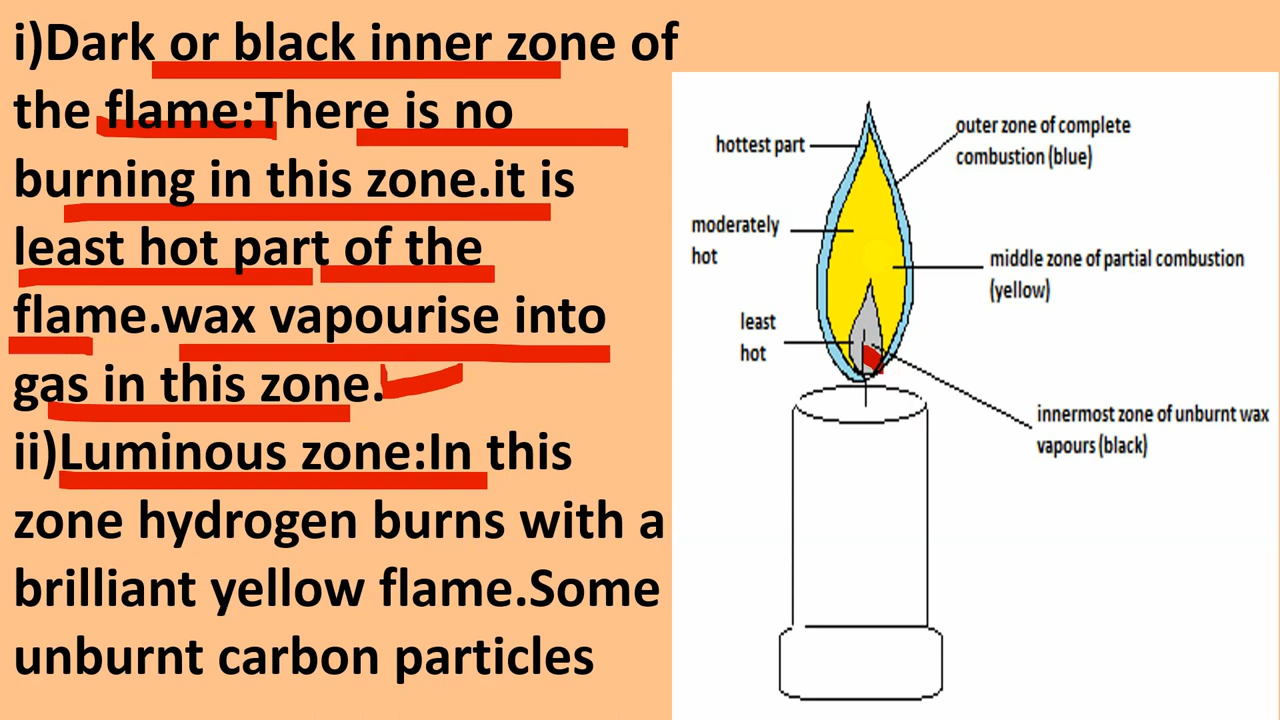 i)Dark or black inner zone of
the flame:There is no
burning in this zone.it is
least hot part of the
flame.wax vapourise into
gas in this zone.
ii)Luminous zone:In this
zone hydrogen burns with a
brilliant yellow flame.Some
unburnt carbon particles
hottest part
outer zone of complete
combustion (blue)
moderately
hot
middle zone of partial combustion
(yellow)
least
hot
innermost zone of unburnt wax
vapours (black)